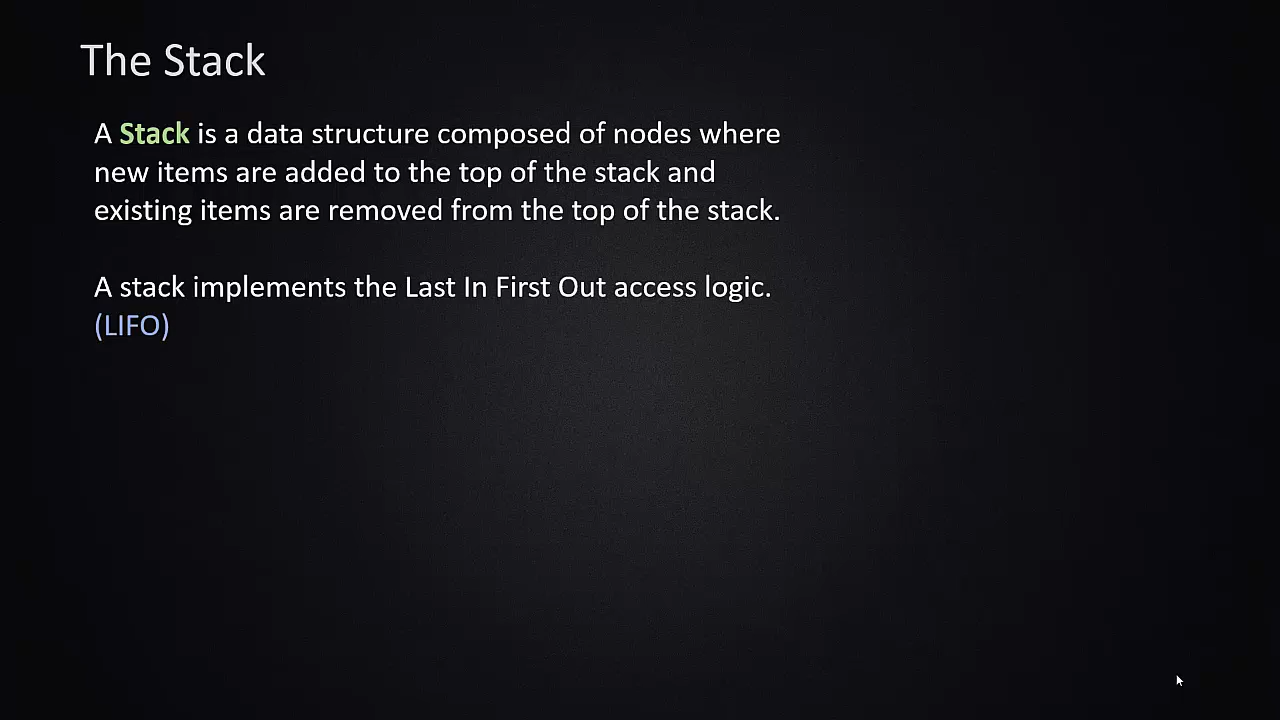 The Stack
A Stack is a data structure composed of nodes where
new items are added to the top of the stack and
existing items are removed from the top of the stack.
A stack implements the Last In First Out access logic.
(LIFO)